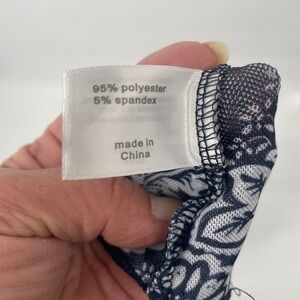 95% polyester
5% spandex
made in
China